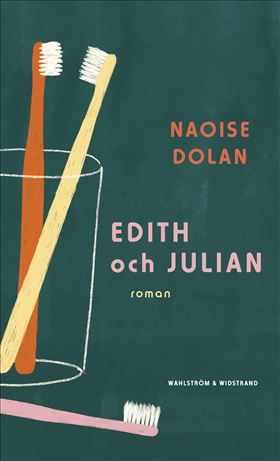 NAOISE
DOLAN
EDITH
och JULIAN
roman
WAHLSTRÖM & WIDSTRAND